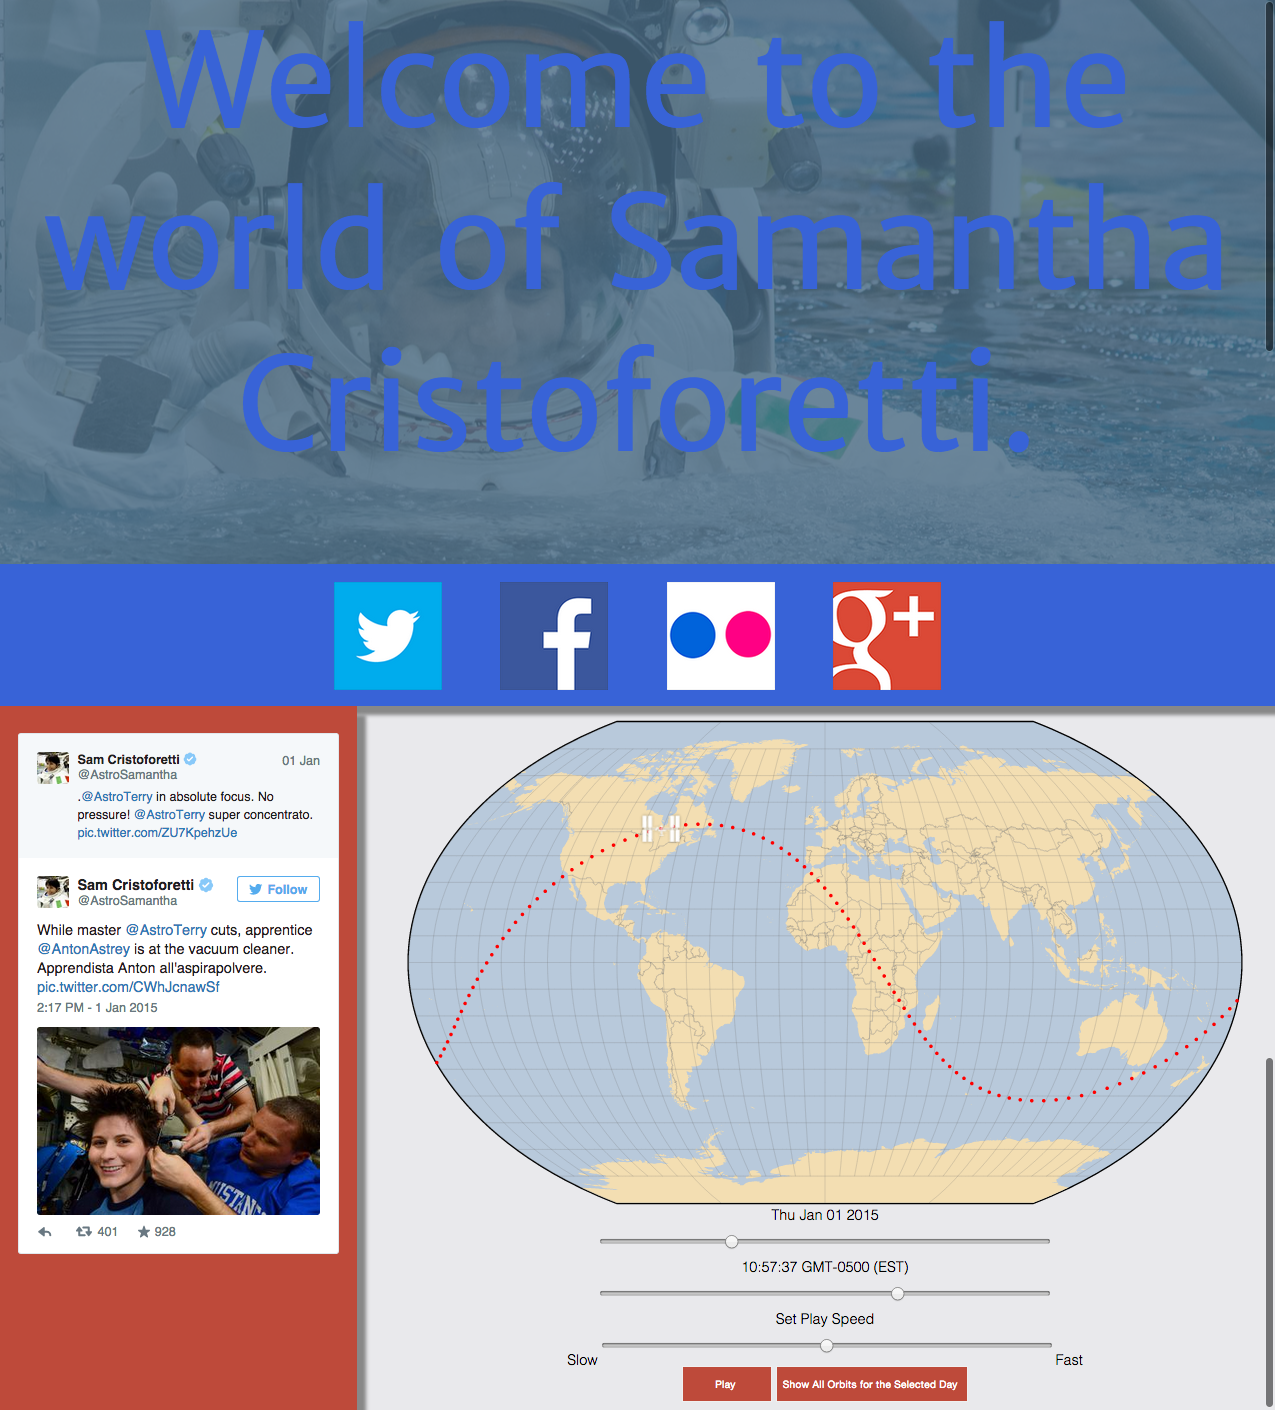 Welcome to the
world of Samantha
Cristoforetti.
f
g+
Sam Cristoforetti
01 Jan
@AstroSamantha
.@AstroTerry in absolute focus. No
pressure! @AstroTerry super concentrato.
pic.twitter.com/ZU7KpehzUe
Sam Cristoforetti
Follow
@AstroSamantha
While master @AstroTerry cuts, apprentice
@AntonAstrey is at the vacuum cleaner.
Apprendista Anton all'aspirapolvere.
pic.twitter.com/CWhJcnawSf
2:17 PM - 1 Jan 2015
MUSTANG
401
928
Thu Jan 01 2015
10:57:37 GMT-0500 (EST)
Set Play Speed
Slow
Fast
Play
Show All Orbits for the Selected Day